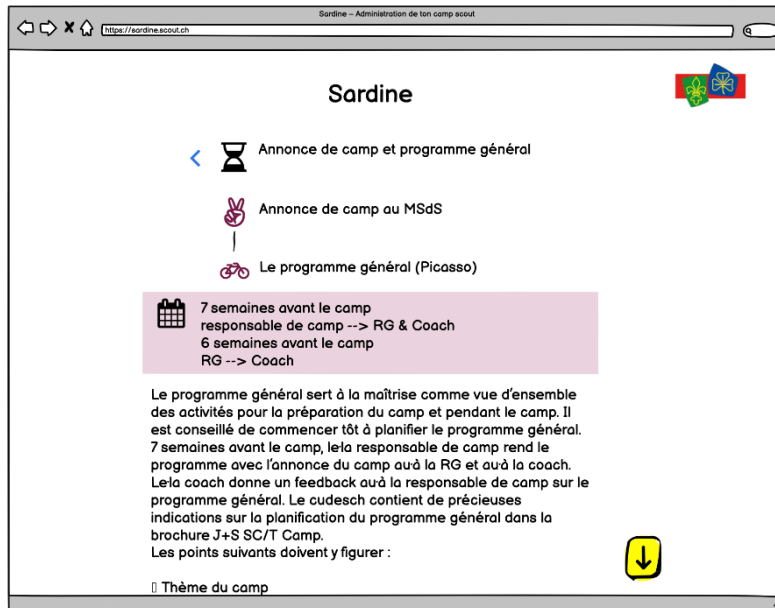 Sardine – Administration de ton camp scout
https://sardine.scout.ch
Sardine
Annonce de camp et programme général
Annonce de camp au MSdS
Le programme général (Picasso)
7 semaines avant le camp
responsable de camp --> RG & Coach
6 semaines avant le camp
RG --> Coach
Le programme général sert à la maîtrise comme vue d'ensemble
des activités pour la préparation du camp et pendant le camp. Il
est conseillé de commencer tôt à planifier le programme général.
7 semaines avant le camp, le·la responsable de camp rend le
programme avec l'annonce du camp au·à la RG et au·à la coach.
Le·la coach donne un feedback au·à la responsable de camp sur le
programme général. Le cudesch contient de précieuses
indications sur la planification du programme général dans la
brochure J+S SC/T Camp.
Les points suivants doivent y figurer :
▯ Thème du camp